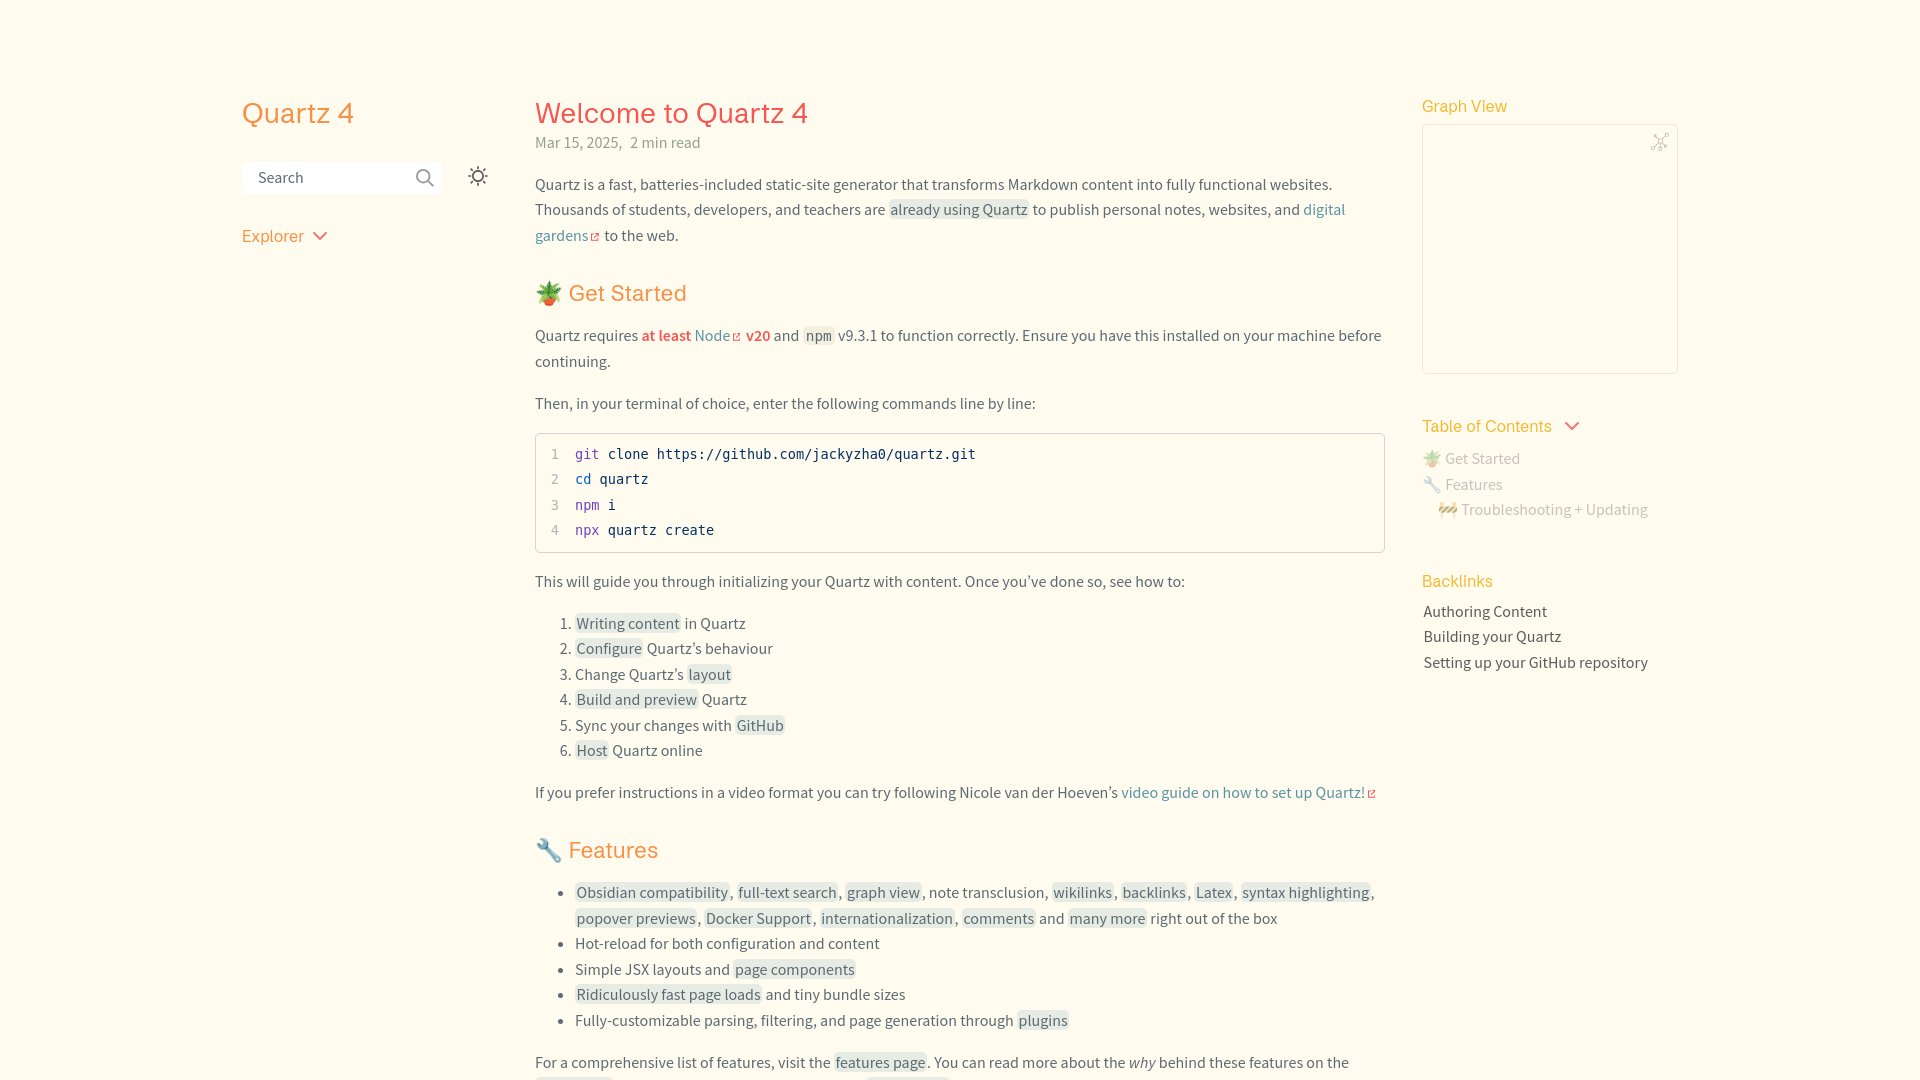 Quartz 4
Search
Explorer
Welcome to Quartz 4
Mar 15, 2025, 2 min read
Quartz is a fast, batteries-included static-site generator that transforms Markdown content into fully functional websites.
Thousands of students, developers, and teachers are already using Quartz to publish personal notes, websites, and digital
gardens to the web.
🪴 Get Started
Quartz requires at least Node v20 and npm v9.3.1 to function correctly. Ensure you have this installed on your machine before
continuing.
Then, in your terminal of choice, enter the following commands line by line:
1 git clone https://github.com/jackyzha0/quartz.git
2 cd quartz
3 npm i
4 npx quartz create
This will guide you through initializing your Quartz with content. Once you’ve done so, see how to:
1. Writing content in Quartz
2. Configure Quartz’s behaviour
3. Change Quartz’s layout
4. Build and preview Quartz
5. Sync your changes with GitHub
6. Host Quartz online
If you prefer instructions in a video format you can try following Nicole van der Hoeven’s video guide on how to set up Quartz!
🔧 Features
• Obsidian compatibility, full-text search, graph view, note transclusion, wikilinks, backlinks, Latex, syntax highlighting,
popover previews, Docker Support, internationalization, comments and many more right out of the box
• Hot-reload for both configuration and content
• Simple JSX layouts and page components
• Ridiculously fast page loads and tiny bundle sizes
• Fully-customizable parsing, filtering, and page generation through plugins
For a comprehensive list of features, visit the features page. You can read more about the why behind these features on the
Graph View
Table of Contents
🪴 Get Started
🔧 Features
🚧 Troubleshooting + Updating
Backlinks
Authoring Content
Building your Quartz
Setting up your GitHub repository